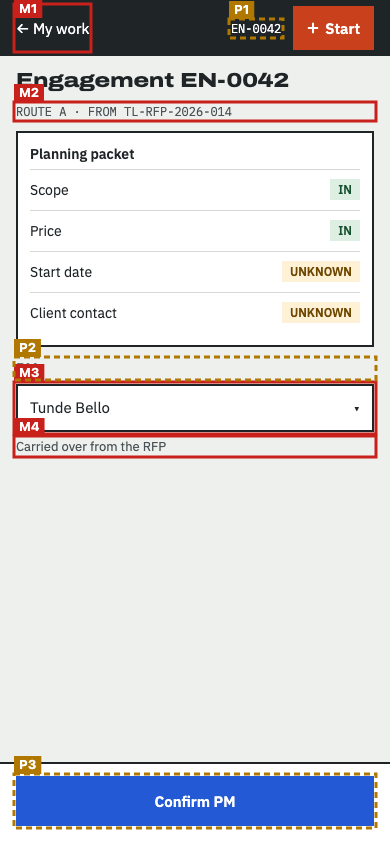 M1
P1
← My work
EN-0042
+ Start
Engagement EN-0042
M2
ROUTE A · FROM TL-RFP-2026-014
Planning packet
Scope IN
Price IN
Start date UNKNOWN
Client contact UNKNOWN
P2
M3
Tunde Bello ▾
M4
Carried over from the RFP
P3
Confirm PM